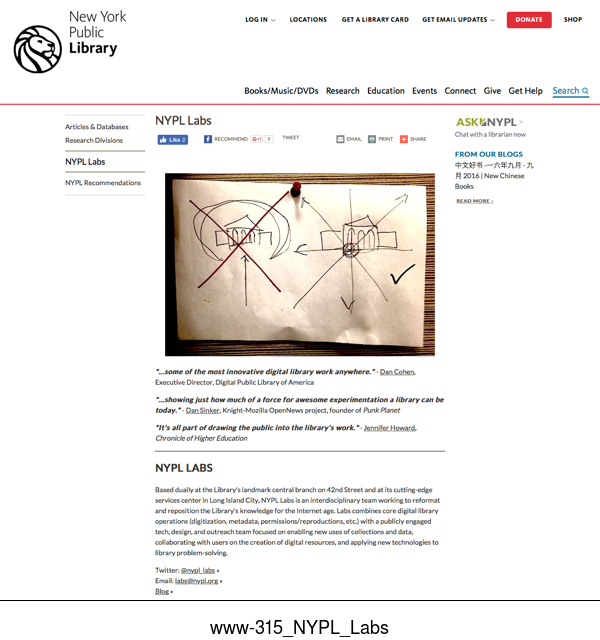 New York
Public
Library
LOG IN
LOCATIONS
GET A LIBRARY CARD
GET EMAIL UPDATES
DONATE
SHOP
Books/Music/DVDs
Research
Education
Events
Connect
Give
Get Help
Search
Articles & Databases
Research Divisions
NYPL Labs
NYPL Recommendations
NYPL Labs
Like 2
RECOMMEND
G+1 8
TWEET
EMAIL
PRINT
SHARE
"...some of the most innovative digital library work anywhere." - Dan Cohen,
Executive Director, Digital Public Library of America
"...showing just how much of a force for awesome experimentation a library can be
today." - Dan Sinker, Knight-Mozilla OpenNews project, founder of Punk Planet
"It's all part of drawing the public into the library's work." - Jennifer Howard,
Chronicle of Higher Education
NYPL LABS
Based dually at the Library's landmark central branch on 42nd Street and at its cutting-edge
services center in Long Island City, NYPL Labs is an interdisciplinary team working to reformat
and reposition the Library's knowledge for the Internet age. Labs combines core digital library
operations (digitization, metadata, permissions/reproductions, etc.) with a publicly engaged
tech, design, and outreach team focused on enabling new uses of collections and data,
collaborating with users on the creation of digital resources, and applying new technologies to
library problem-solving.
Twitter: @nypl_labs »
Email: labs@nypl.org »
Blog »
ASK NYPL >
Chat with a librarian now
FROM OUR BLOGS
中文好书 -一六年九月 - 九
月 2016 | New Chinese
Books
READ MORE ›
www-315_NYPL_Labs